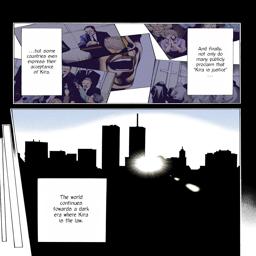 And finally,
not only do
many publicly
proclaim that
"Kira is justice"
...
...but some
countries even
express their
acceptance
of Kira.
The world
continues
towards a dark
era where Kira
is the law.